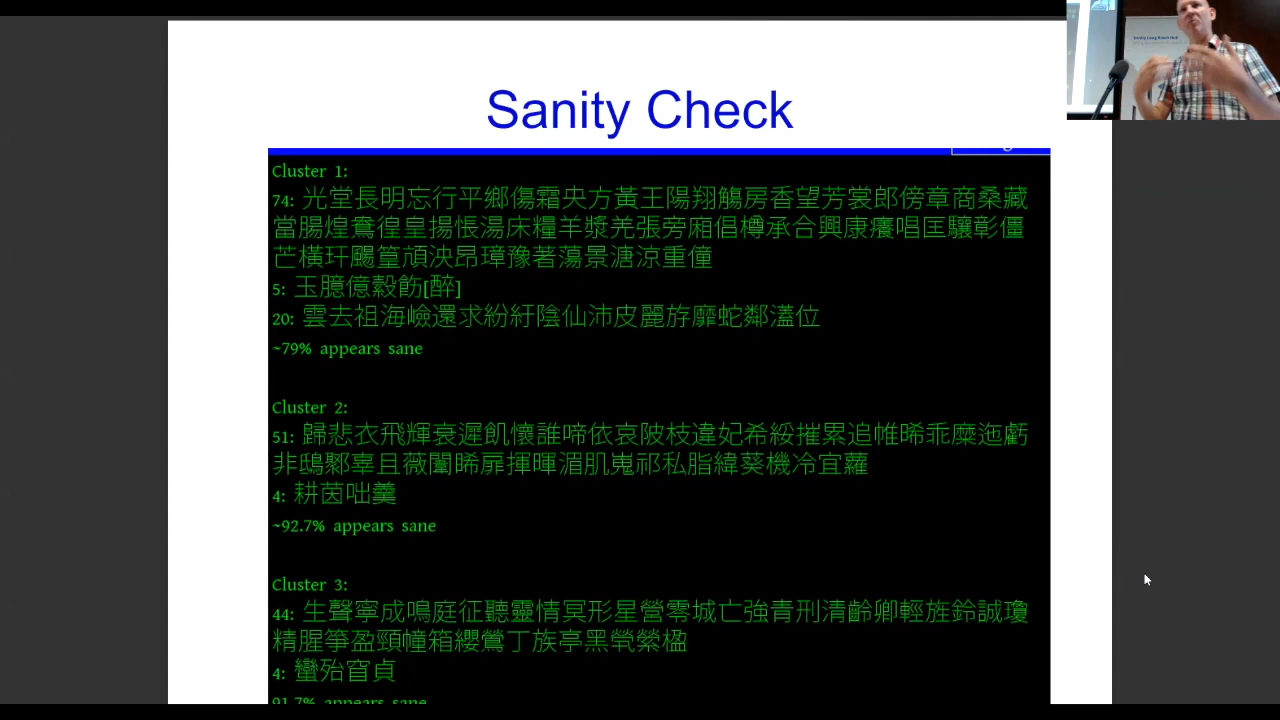 Sanity Check
Cluster 1:
74: 光堂長明忘行平鄉傷霜央方黃王陽翔觴房香望芳裳郎傍章商桑藏
當腸煌鴦徨皇揚悵湯床糧羊漿羌張旁廂倡樽承合興康癢唱匡驤彰僵
芒橫玕颺篁頏泱昂璋豫著蕩景溏涼重僮
5: 玉臆億穀飭[醉]
20: 雲去祖海嶮還求紛紆陰仙沛皮麗斿靡蛇鄰瀊位
~79% appears sane
Cluster 2:
51: 歸悲衣飛輝衰遲飢懷誰啼依哀陂枝違妃希綏摧累追帷晞乖糜迤虧
非鴟鄹辜且薇闈晞扉揮暉湄肌嵬祁私脂緯葵機冷宜蘿
4: 耕茵咄羹
~92.7% appears sane
Cluster 3:
44: 生聲寧成鳴庭征聽靈情冥形星營零城亡強青刑清齡卿輕旌鈴誠瓊
精腥箏盈頸幢箱纓鶯丁族亭黑煢縈楹
4: 蠻殆窅貞
91.7% appears sane